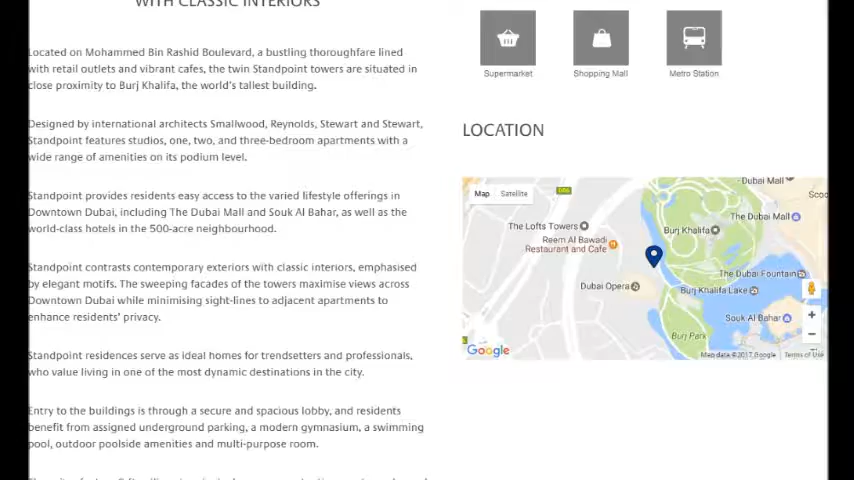 WITH CLASSIC INTERIORS
Located on Mohammed Bin Rashid Boulevard, a bustling thoroughfare lined
with retail outlets and vibrant cafes, the twin Standpoint towers are situated in
close proximity to Burj Khalifa, the world's tallest building.
Designed by international architects Smallwood, Reynolds, Stewart and Stewart,
Standpoint features studios, one, two, and three-bedroom apartments with a
wide range of amenities on its podium level.
Standpoint provides residents easy access to the varied lifestyle offerings in
Downtown Dubai, including The Dubai Mall and Souk Al Bahar, as well as the
world-class hotels in the 500-acre neighbourhood.
Standpoint contrasts contemporary exteriors with classic interiors, emphasised
by elegant motifs. The sweeping facades of the towers maximise views across
Downtown Dubai while minimising sight-lines to adjacent apartments to
enhance residents' privacy.
Standpoint residences serve as ideal homes for trendsetters and professionals,
who value living in one of the most dynamic destinations in the city.
Entry to the buildings is through a secure and spacious lobby, and residents
benefit from assigned underground parking, a modern gymnasium, a swimming
pool, outdoor poolside amenities and multi-purpose room.
Supermarket
Shopping Mall
Metro Station
LOCATION
Map
Satellite
Dubai Mall
The Dubai Mall
The Lofts Towers
Burj Khalifa
Reem Al Bawadi
Restaurant and Cafe
The Dubai Fountain
Dubai Opera
Burj Khalifa Lake
Souk Al Bahar
Burj Park
Google
Map data ©2017 Google
Terms of Use